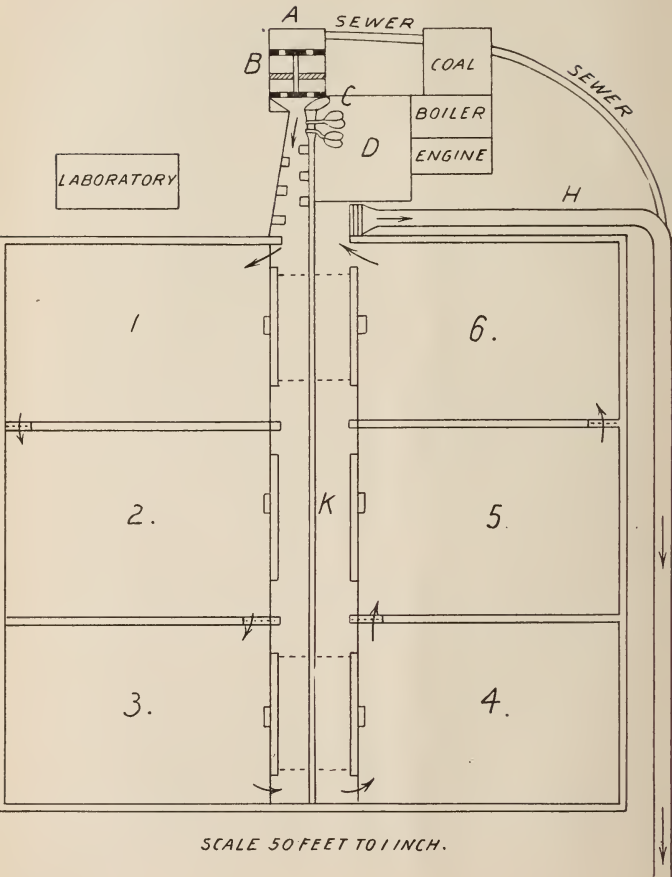 A
SEWER
B
COAL
SEWER
C
BOILER
D
ENGINE
LABORATORY
H
1
6.
2.
K
5.
3.
4.
SCALE 50 FEET TO 1 INCH.